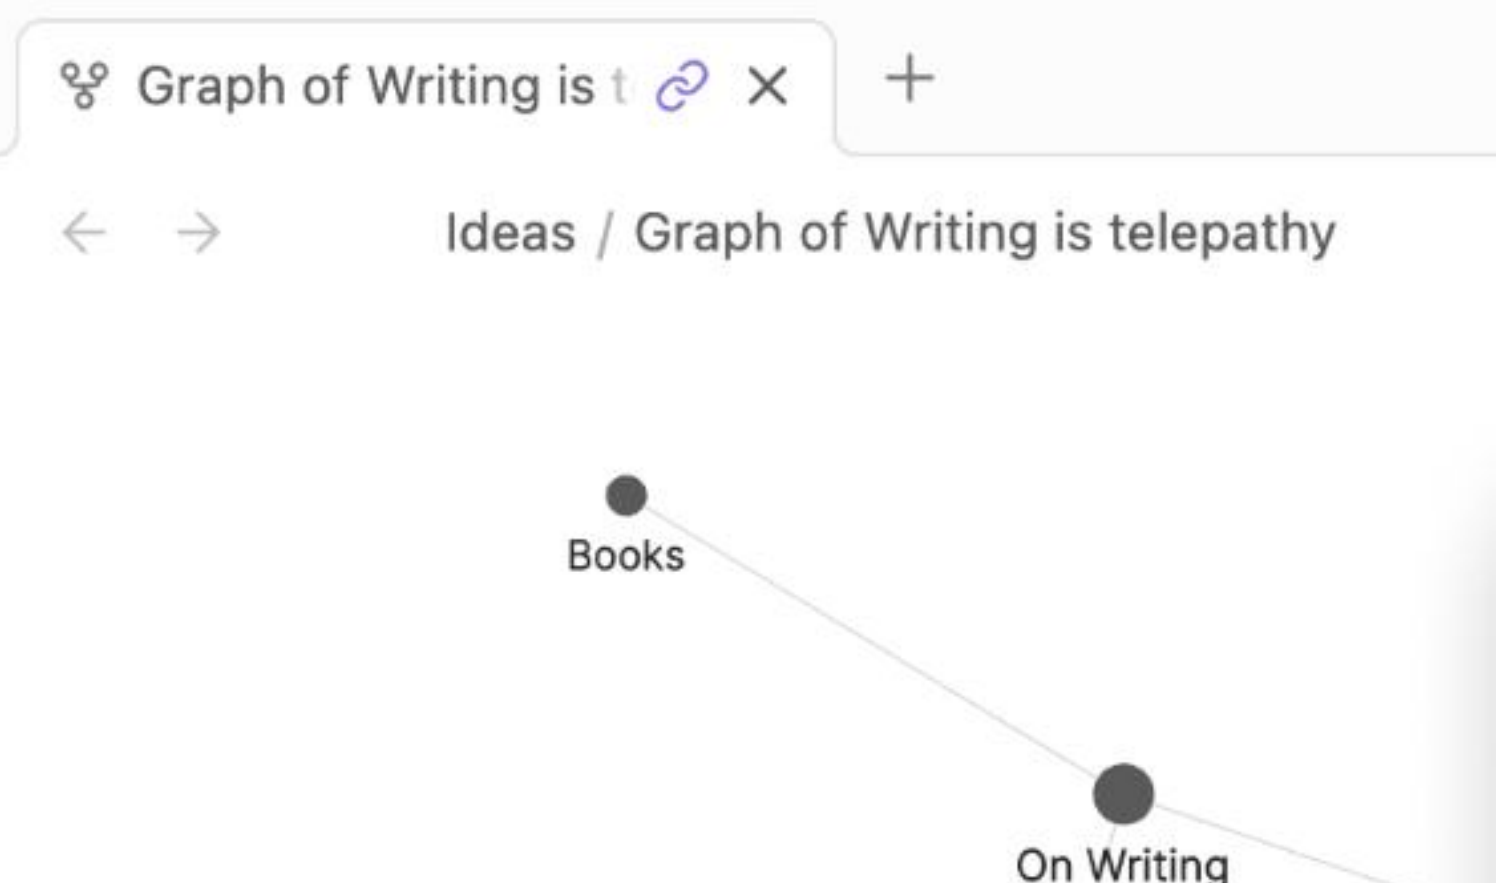 Graph of Writing is t
Ideas / Graph of Writing is telepathy
Books
On Writing